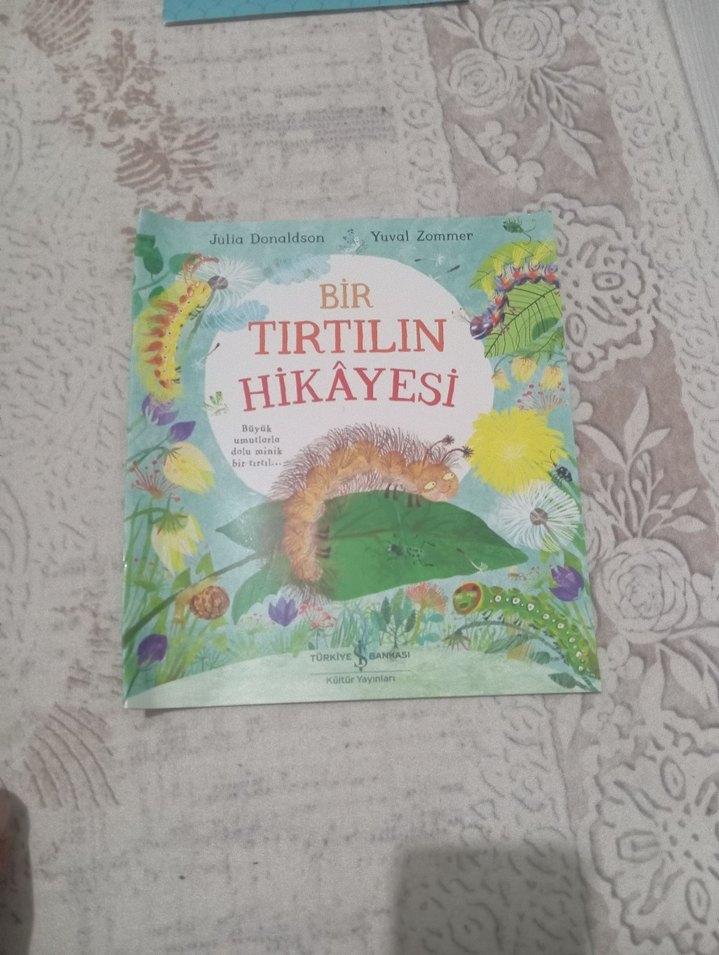 Julia Donaldson Yuval Zommer
BİR
TIRTILIN
HİKÂYESİ
Büyük
umutlarla
dolu minik
bir tırtıl...
TÜRKİYE İŞ BANKASI
Kültür Yayınları